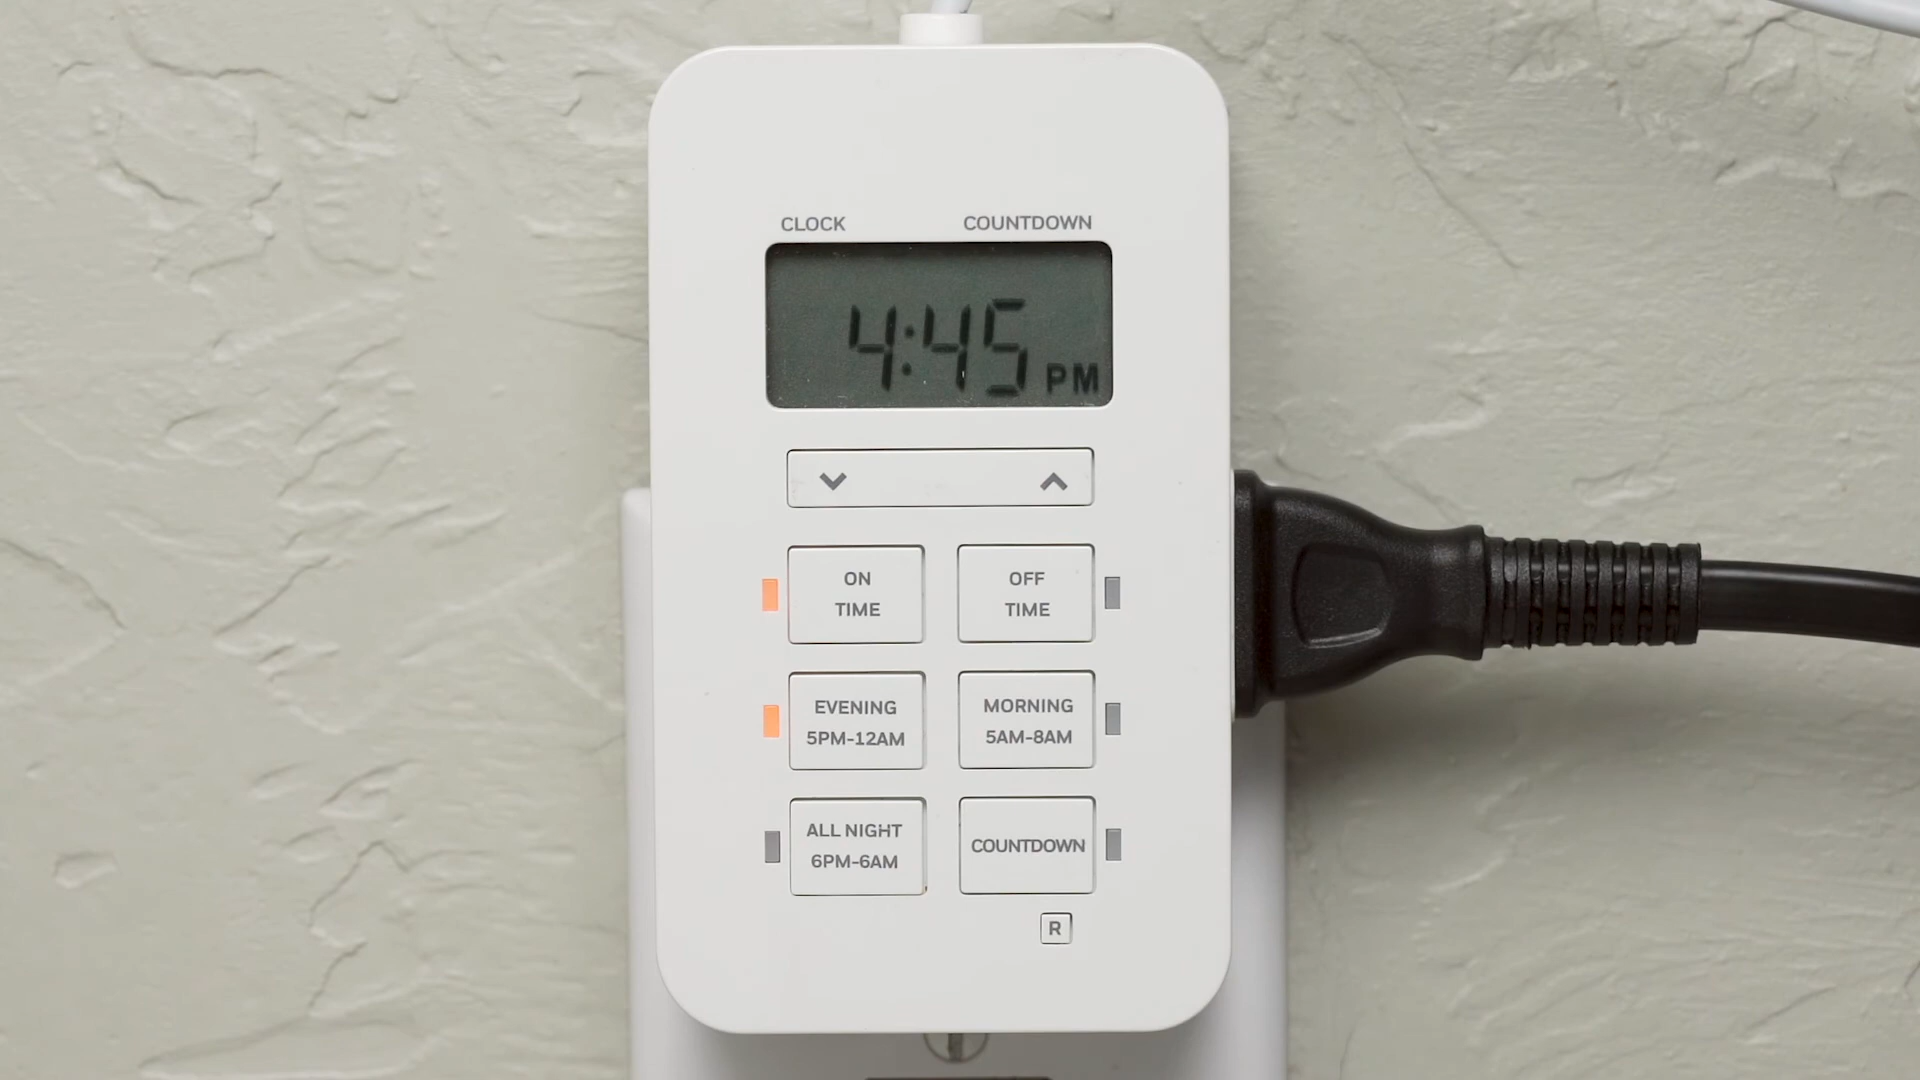 CLOCK COUNTDOWN
4:45 PM
ON TIME
OFF TIME
EVENING
5PM-12AM
MORNING
5AM-8AM
ALL NIGHT
6PM-6AM
COUNTDOWN
R